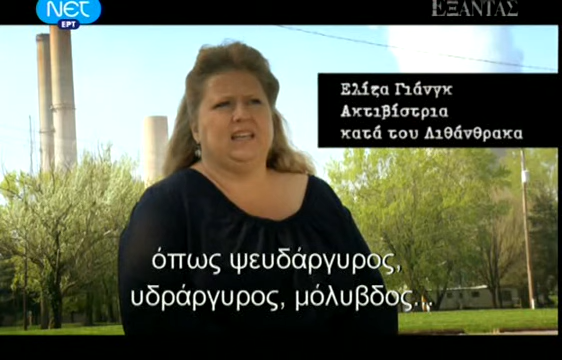 NET
ΕΡΤ
ΕΞΑΝΤΑΣ
Ελίζα Γιάνγκ
Ακτιβίστρια
κατά του Λιθάνθρακα
όπως ψευδάργυρος,
υδράργυρος, μόλυβδος...